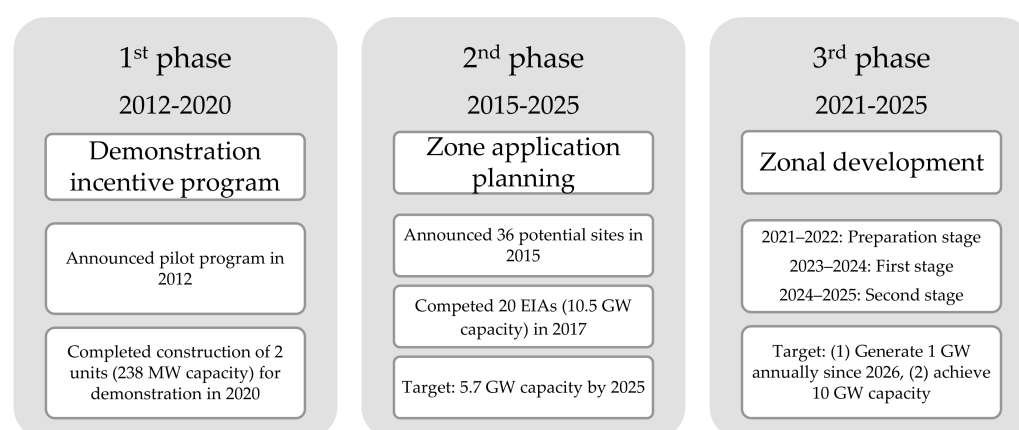 1st phase
2012-2020
Demonstration
incentive program
Announced pilot program in
2012
Completed construction of 2
units (238 MW capacity) for
demonstration in 2020
2nd phase
2015-2025
Zone application
planning
Announced 36 potential sites in
2015
Competed 20 EIAs (10.5 GW
capacity) in 2017
Target: 5.7 GW capacity by 2025
3rd phase
2021-2025
Zonal development
2021–2022: Preparation stage
2023–2024: First stage
2024–2025: Second stage
Target: (1) Generate 1 GW
annually since 2026, (2) achieve
10 GW capacity